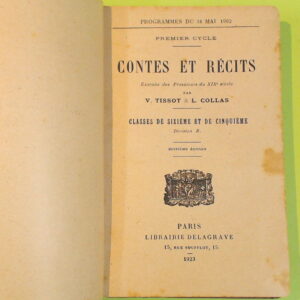 PROGRAMMES DU 31 MAI 1902
PREMIER CYCLE
CONTES ET RÉCITS
Extraits des Prosateurs du XIXe siècle
PAR
V. TISSOT & L. COLLAS
CLASSES DE SIXIÈME ET DE CINQUIÈME
Division B.
ÉDITION
PARIS
LIBRAIRIE DELAGRAVE
15, RUE SOUFFLOT, 15
1923